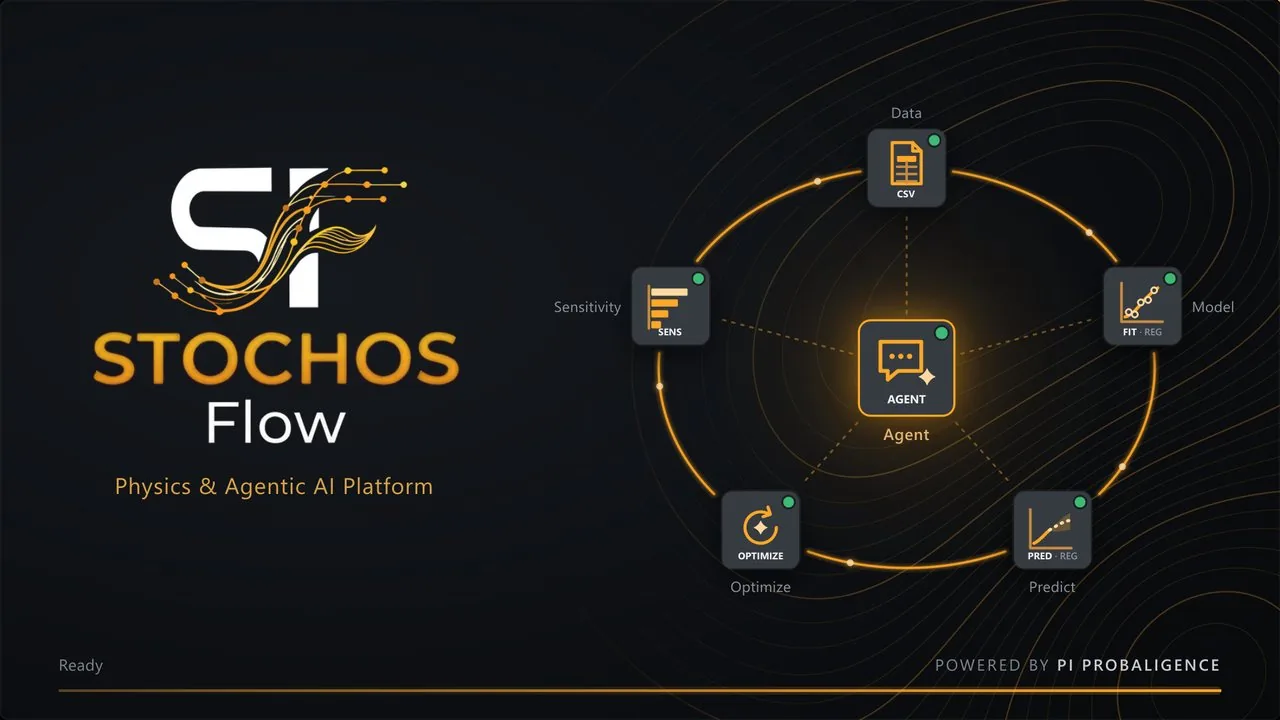 SF
STOCHOS
Flow
Physics & Agentic AI Platform
Data
CSV
Sensitivity
SENS
FIT · REG
Model
AGENT
Agent
OPTIMIZE
Optimize
PRED · REG
Predict
Ready
POWERED BY PI PROBALIGENCE